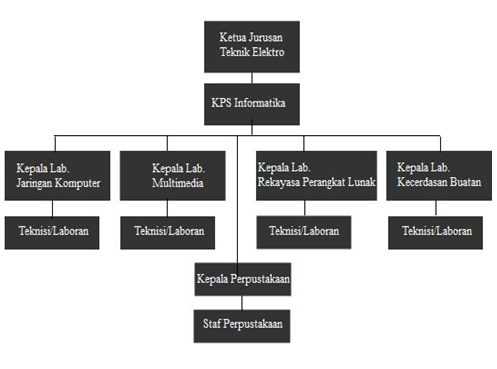 Ketua Jurusan
Teknik Elektro
KPS Informatika
Kepala Lab.
Jaringan Komputer
Kepala Lab.
Multimedia
Kepala Lab.
Rekayasa Perangkat Lunak
Kepala Lab.
Kecerdasan Buatan
Teknisi/Laboran
Teknisi/Laboran
Teknisi/Laboran
Teknisi/Laboran
Kepala Perpustakaan
Staf Perpustakaan